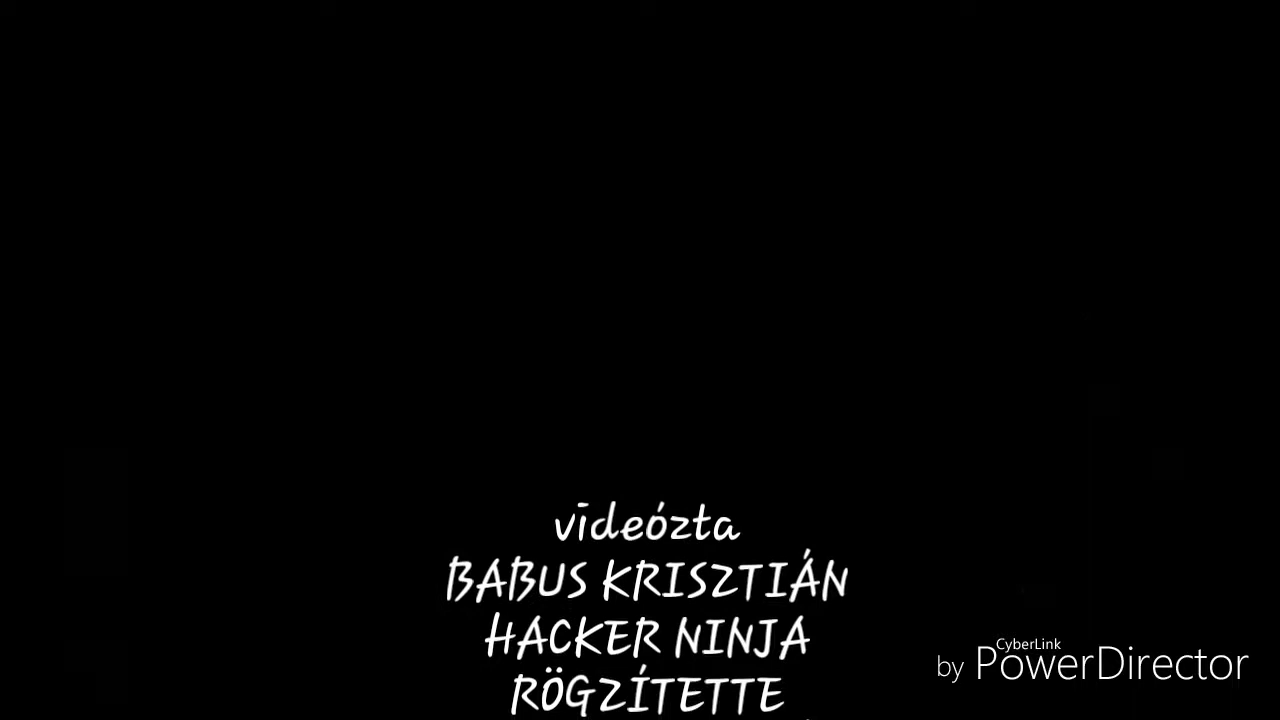 videózta
BABUS KRISZTIÁN
HACKER NINJA
RÖGZÍTETTE
CyberLink
by PowerDirector